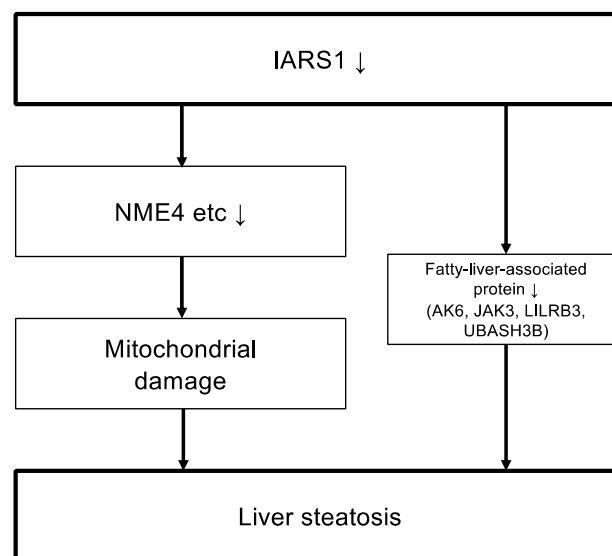 IARS1 ↓
NME4 etc ↓
Fatty-liver-associated
protein ↓
(AK6, JAK3, LILRB3,
UBASH3B)
Mitochondrial
damage
Liver steatosis